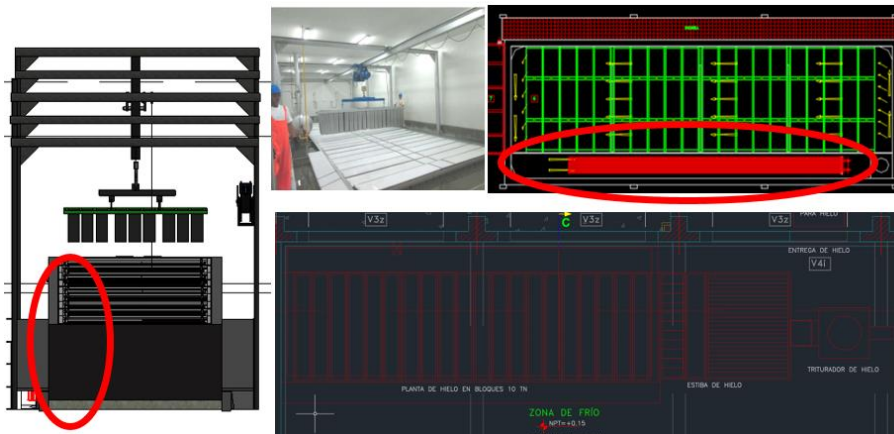 V3z
C
V3z
V3z
PARA HIELO
ENTREGA DE HIELO
V4i
TRITURADOR DE HIELO
PLANTA DE HIELO EN BLOQUES 10 TN
ESTIBA DE HIELO
ZONA DE FRÍO
NPT=+0.15